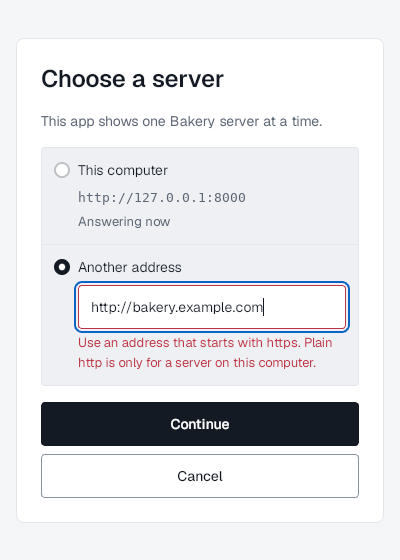 Choose a server
This app shows one Bakery server at a time.
This computer
http://127.0.0.1:8000
Answering now
Another address
http://bakery.example.com
Use an address that starts with https. Plain
http is only for a server on this computer.
Continue
Cancel